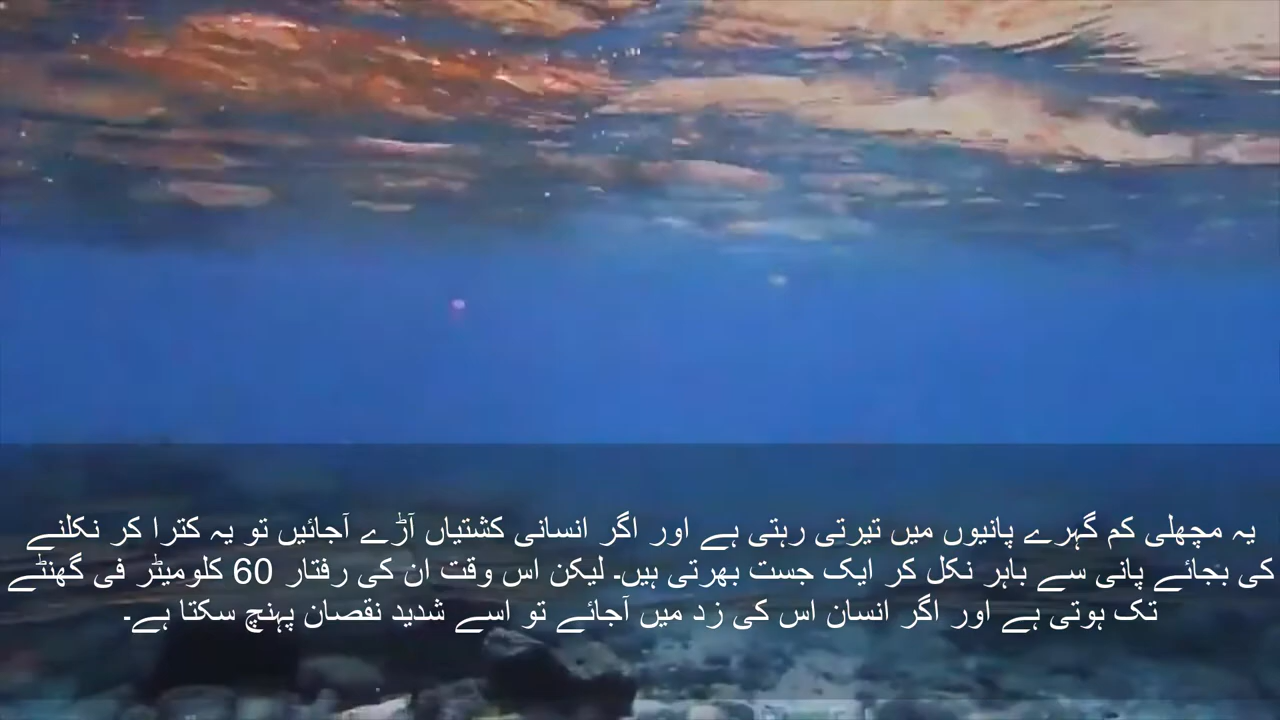 یہ مچھلی کم گہرے پانیوں میں تیرتی رہتی ہے اور اگر انسانی کشتیاں آڑے آجائیں تو یہ کترا کر نکلنے
کی بجائے پانی سے باہر نکل کر ایک جست بھرتی ہیں۔ لیکن اس وقت ان کی رفتار 60 کلومیٹر فی گھنٹے
تک ہوتی ہے اور اگر انسان اس کی زد میں آجائے تو اسے شدید نقصان پہنچ سکتا ہے۔